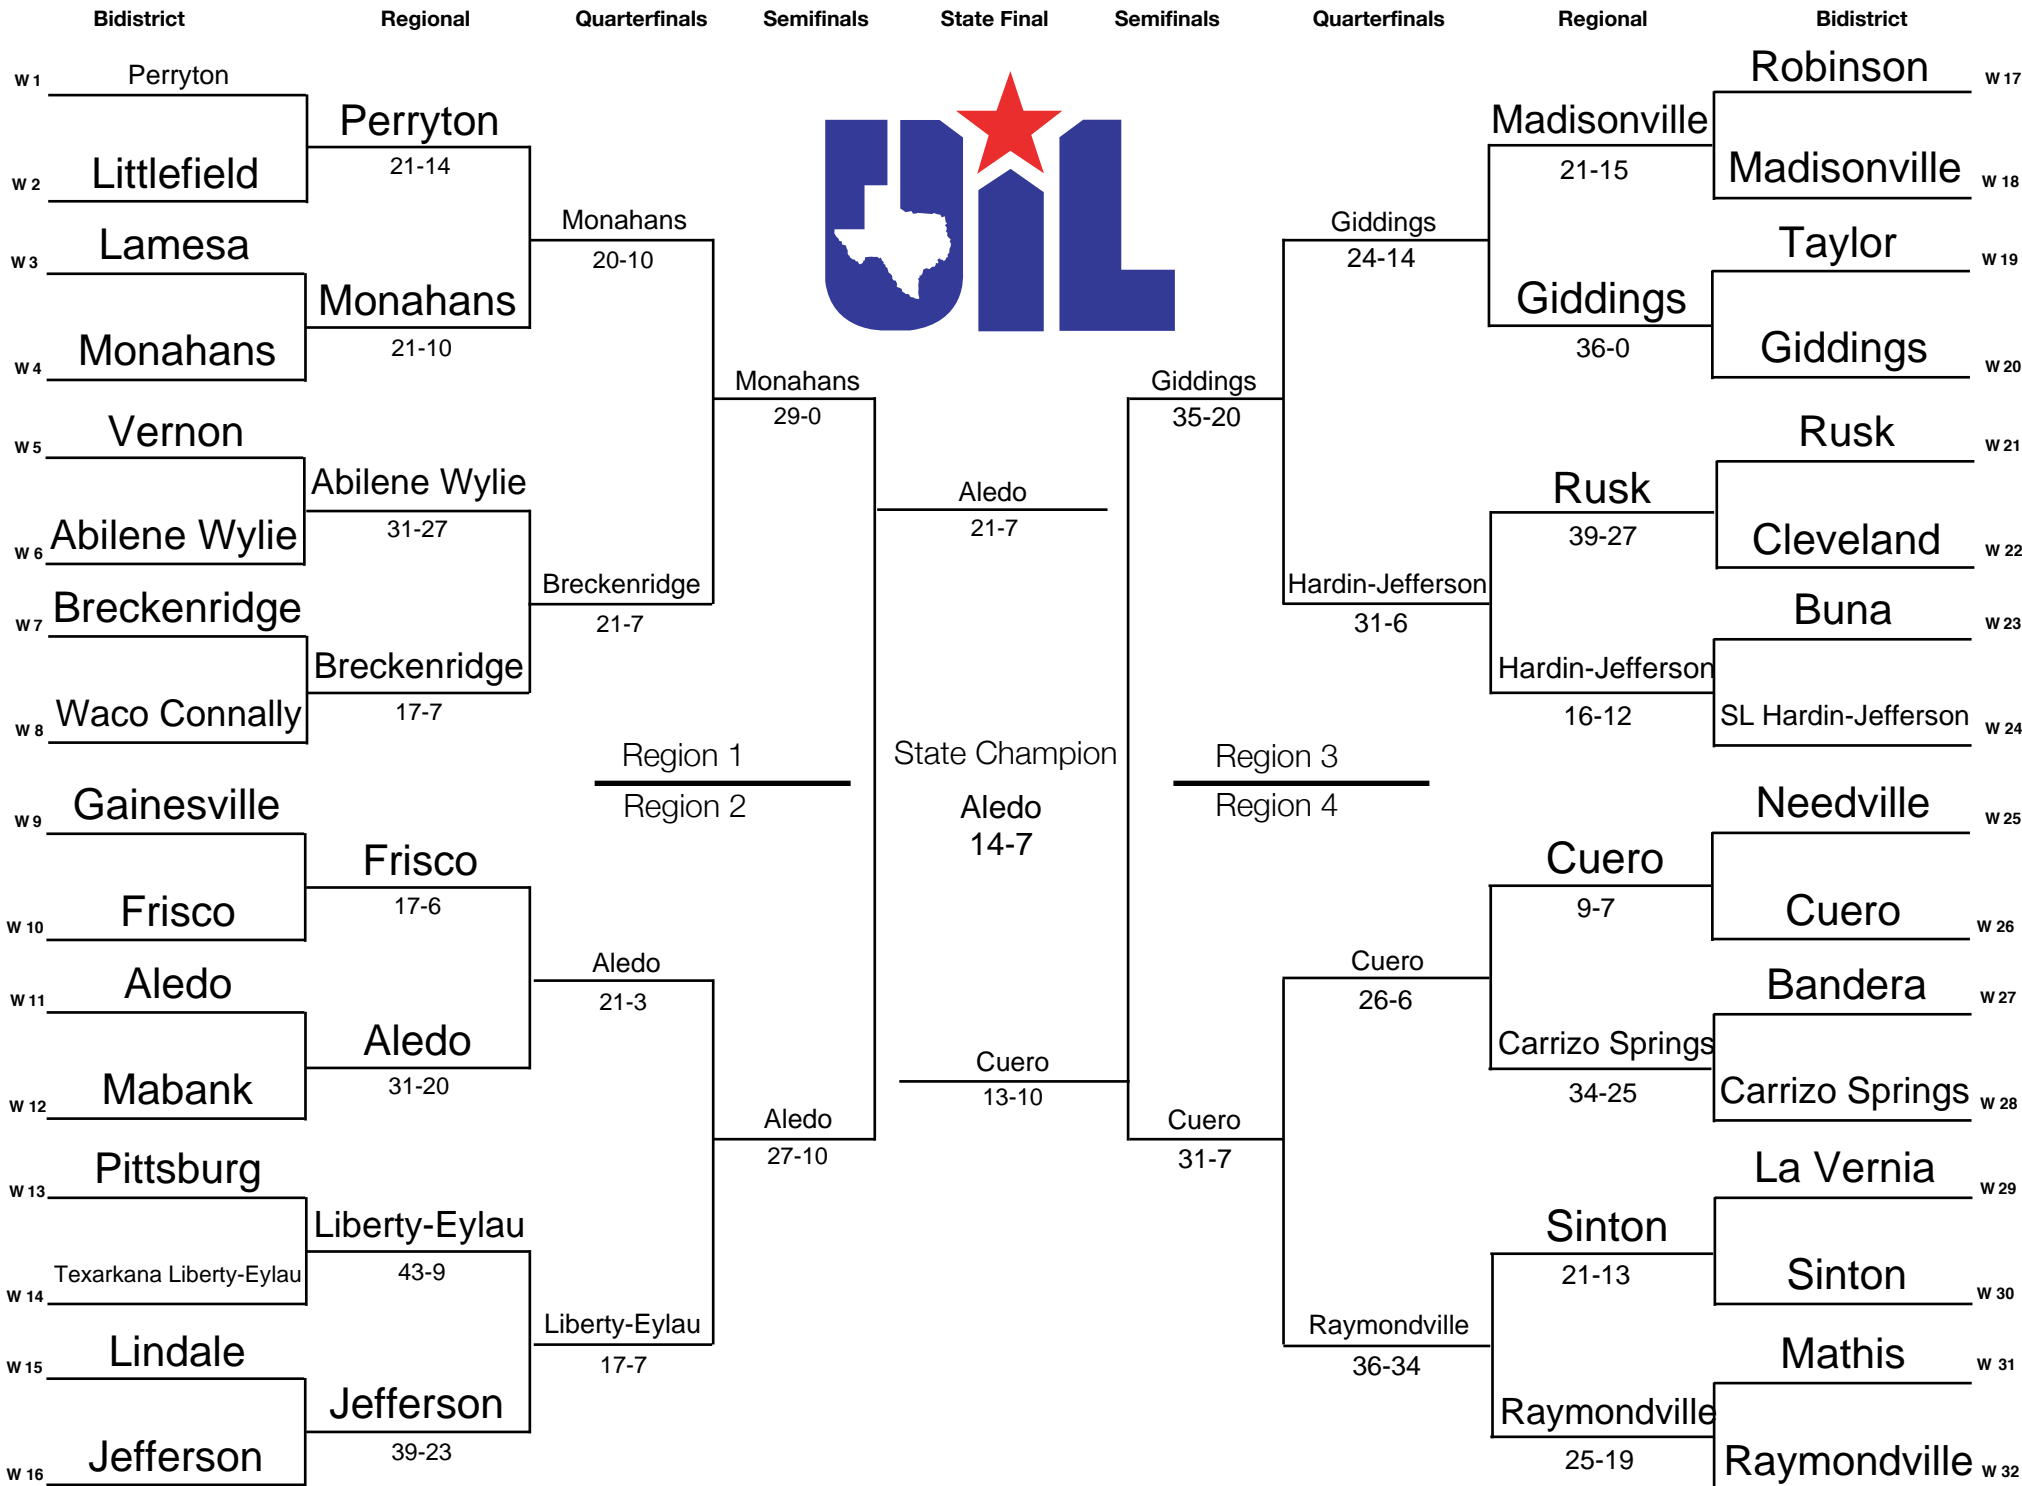 Bidistrict Regional Quarterfinals Semifinals State Final Semifinals Quarterfinals Regional Bidistrict
W 1 Perryton
W 2 Littlefield
W 3 Lamesa
W 4 Monahans
W 5 Vernon
W 6 Abilene Wylie
W 7 Breckenridge
W 8 Waco Connally
W 9 Gainesville
W 10 Frisco
W 11 Aledo
W 12 Mabank
W 13 Pittsburg
W 14 Texarkana Liberty-Eylau
W 15 Lindale
W 16 Jefferson
Perryton
21-14
Monahans
21-10
Abilene Wylie
31-27
Breckenridge
17-7
Frisco
17-6
Aledo
31-20
Liberty-Eylau
43-9
Jefferson
39-23
Monahans
20-10
Breckenridge
21-7
Region 1
Region 2
Aledo
21-3
Liberty-Eylau
17-7
Monahans
29-0
Aledo
27-10
UIL
Aledo
21-7
State Champion
Aledo
14-7
Cuero
13-10
Giddings
35-20
Cuero
31-7
Giddings
24-14
Hardin-Jefferson
31-6
Region 3
Region 4
Cuero
26-6
Raymondville
36-34
Madisonville
21-15
Giddings
36-0
Rusk
39-27
Hardin-Jefferson
16-12
Cuero
9-7
Carrizo Springs
34-25
Sinton
21-13
Raymondville
25-19
Robinson W 17
Madisonville W 18
Taylor W 19
Giddings W 20
Rusk W 21
Cleveland W 22
Buna W 23
SL Hardin-Jefferson W 24
Needville W 25
Cuero W 26
Bandera W 27
Carrizo Springs W 28
La Vernia W 29
Sinton W 30
Mathis W 31
Raymondville W 32